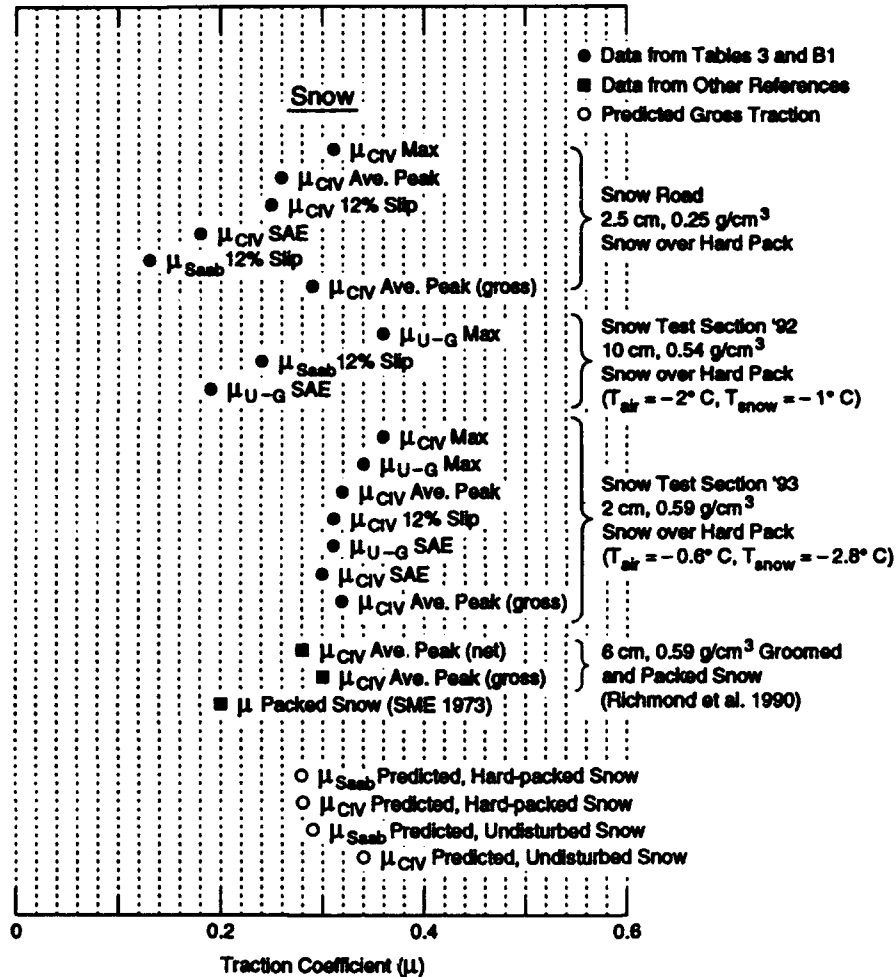 ● Data from Tables 3 and B1
■ Data from Other References
○ Predicted Gross Traction
Snow
μCIV Max
μCIV Ave. Peak
μCIV 12% Slip
μCIV SAE
μSaab 12% Slip
μCIV Ave. Peak (gross)
Snow Road
2.5 cm, 0.25 g/cm³
Snow over Hard Pack
μU-G Max
μSaab 12% Slip
μU-G SAE
Snow Test Section '92
10 cm, 0.54 g/cm³
Snow over Hard Pack
(Tair = -2° C, Tsnow = -1° C)
μCIV Max
μU-G Max
μCIV Ave. Peak
μCIV 12% Slip
μU-G SAE
μCIV SAE
μCIV Ave. Peak (gross)
Snow Test Section '93
2 cm, 0.59 g/cm³
Snow over Hard Pack
(Tair = -0.6° C, Tsnow = -2.8° C)
μCIV Ave. Peak (net)
μCIV Ave. Peak (gross)
μ Packed Snow (SME 1973)
6 cm, 0.59 g/cm³ Groomed
and Packed Snow
(Richmond et al. 1990)
μSaab Predicted, Hard-packed Snow
μCIV Predicted, Hard-packed Snow
μSaab Predicted, Undisturbed Snow
μCIV Predicted, Undisturbed Snow
0 0.2 0.4 0.6
Traction Coefficient (μ)